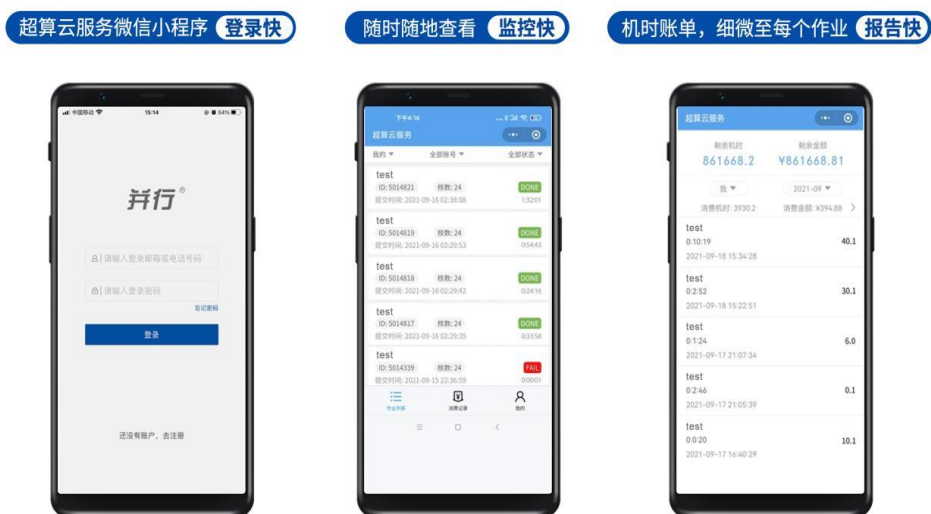 超算云服务微信小程序 登录快
随时随地查看 监控快
机时账单，细微至每个作业 报告快
中国移动 15:14 54%
并行®
请输入登录邮箱或电话号码
请输入登录密码
忘记密码
登录
还没有账户，去注册
下午4:16
超算云服务
我的 全部账号 全部状态
test
ID: 5014821 核数: 24 DONE
提交时间: 2021-09-16 02:38:08 1:32:01
test
ID: 5014819 核数: 24 DONE
提交时间: 2021-09-16 02:29:53 0:54:43
test
ID: 5014818 核数: 24 DONE
提交时间: 2021-09-16 02:29:42 0:24:16
test
ID: 5014817 核数: 24 DONE
提交时间: 2021-09-16 02:29:35 0:33:58
test
ID: 5014339 核数: 24 FAIL
提交时间: 2021-09-15 22:36:59 0:00:01
作业列表 消费记录 我的
超算云服务
剩余机时 剩余金额
861668.2 ¥861668.81
我 2021-09
消费机时: 3930.2 消费金额: ¥394.88
test
0:10:19 40.1
2021-09-18 15:34:28
test
0:2:52 30.1
2021-09-18 15:22:51
test
0:1:24 6.0
2021-09-17 21:07:34
test
0:2:46 0.1
2021-09-17 21:05:39
test
0:0:20 10.1
2021-09-17 16:40:29